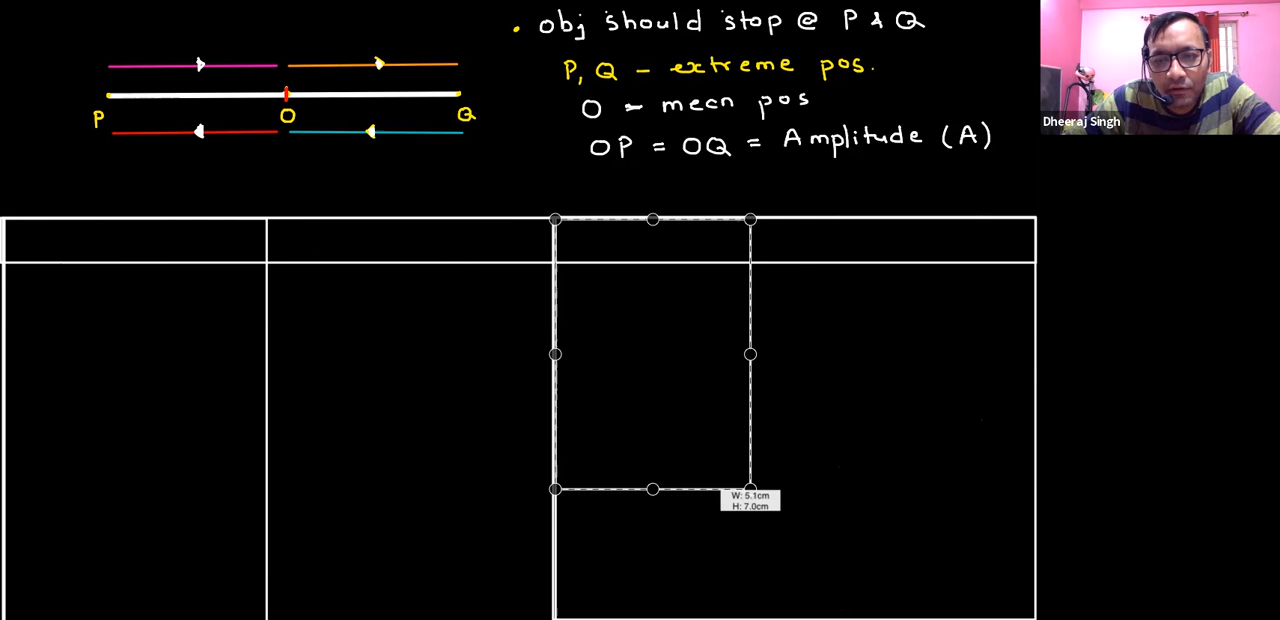 • obj should stop @ P & Q
P, Q - extreme pos.
O - mean pos
OP = OQ = Amplitude (A)
P O Q
Dheeraj Singh
W: 5.1cm
H: 7.0cm